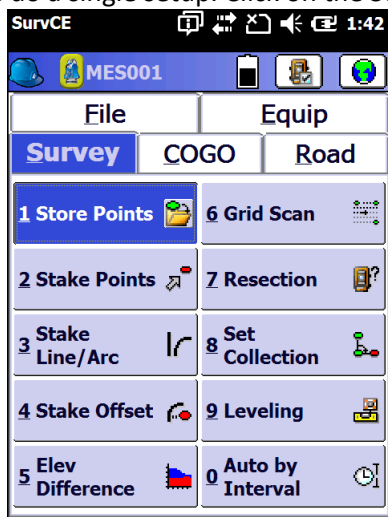 SurvCE 1:42
MES001
File Equip
Survey COGO Road
1 Store Points 6 Grid Scan
2 Stake Points 7 Resection
3 Stake Line/Arc 8 Set Collection
4 Stake Offset 9 Leveling
5 Elev Difference 0 Auto by Interval